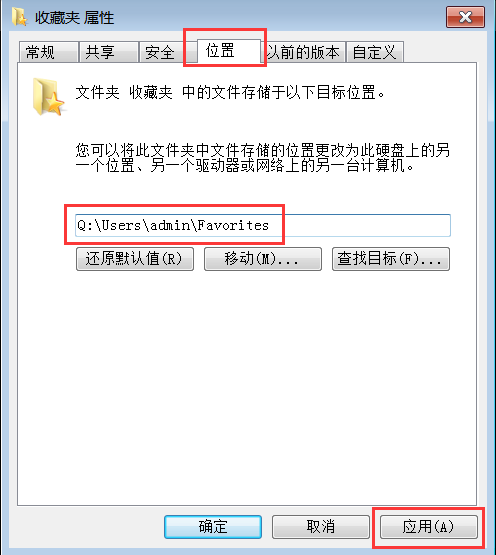 收藏夹 属性
常规 共享 安全 位置 以前的版本 自定义
文件夹 收藏夹 中的文件存储于以下目标位置。
您可以将此文件夹中文件存储的位置更改为此硬盘上的另
一个位置、另一个驱动器或网络上的另一台计算机。
Q:\Users\admin\Favorites
还原默认值(R) 移动(M)... 查找目标(F)...
确定 取消 应用(A)